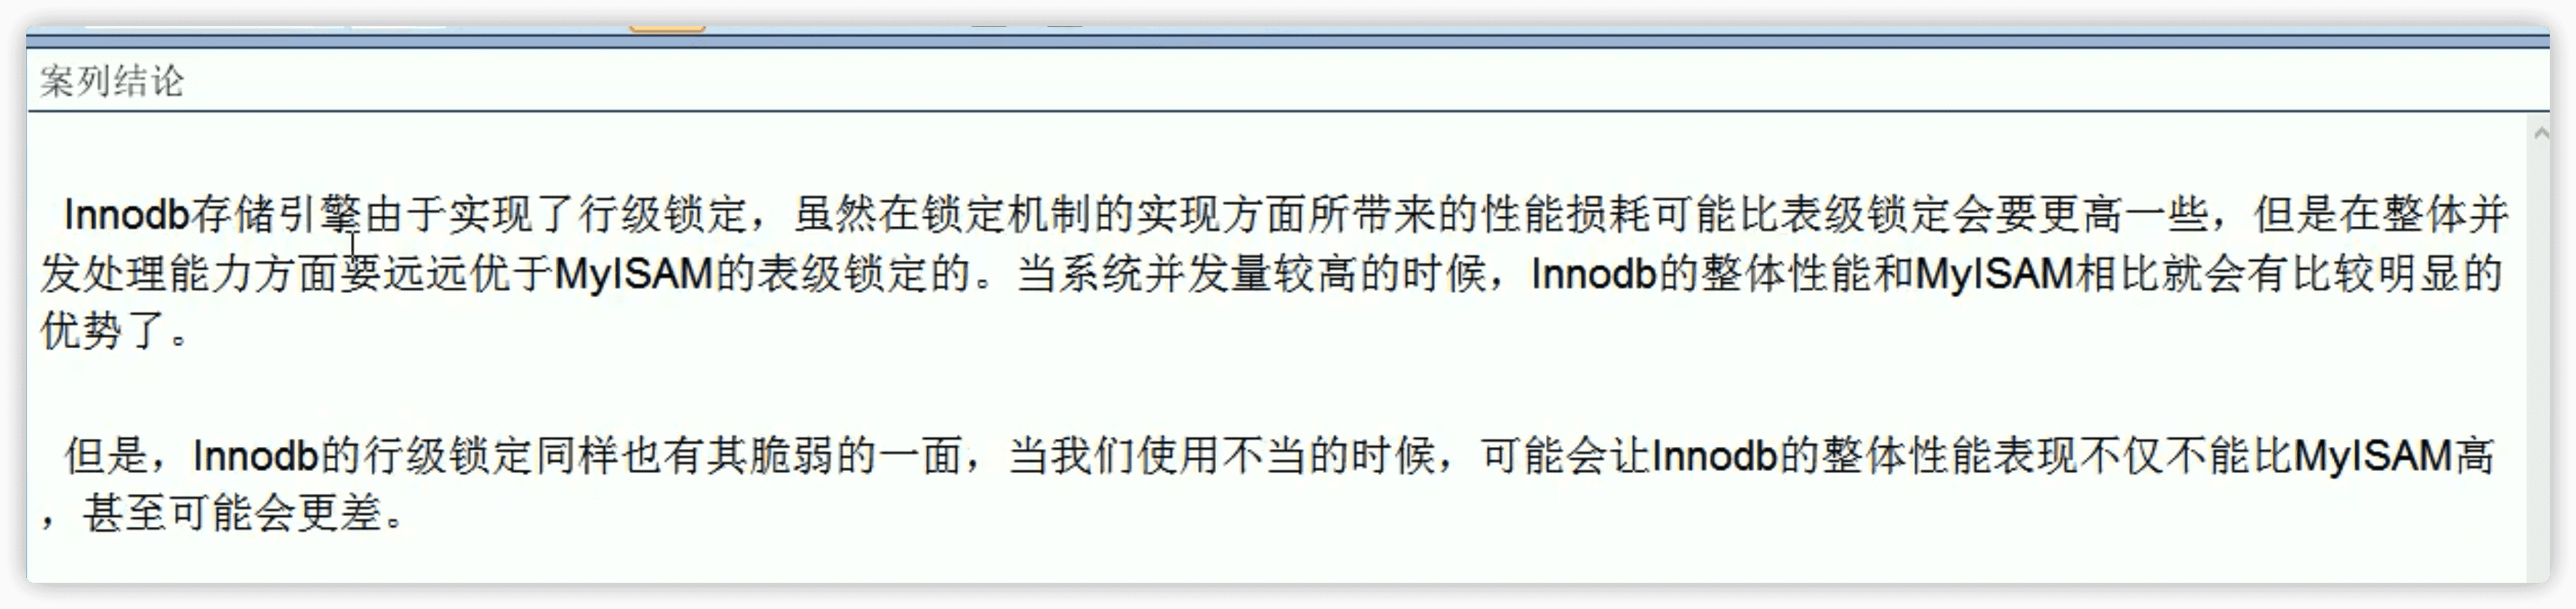 案列结论
Innodb存储引擎由于实现了行级锁定，虽然在锁定机制的实现方面所带来的性能损耗可能比表级锁定会要更高一些，但是在整体并
发处理能力方面要远远优于MyISAM的表级锁定的。当系统并发量较高的时候，Innodb的整体性能和MyISAM相比就会有比较明显的
优势了。
但是，Innodb的行级锁定同样也有其脆弱的一面，当我们使用不当的时候，可能会让Innodb的整体性能表现不仅不能比MyISAM高
，甚至可能会更差。